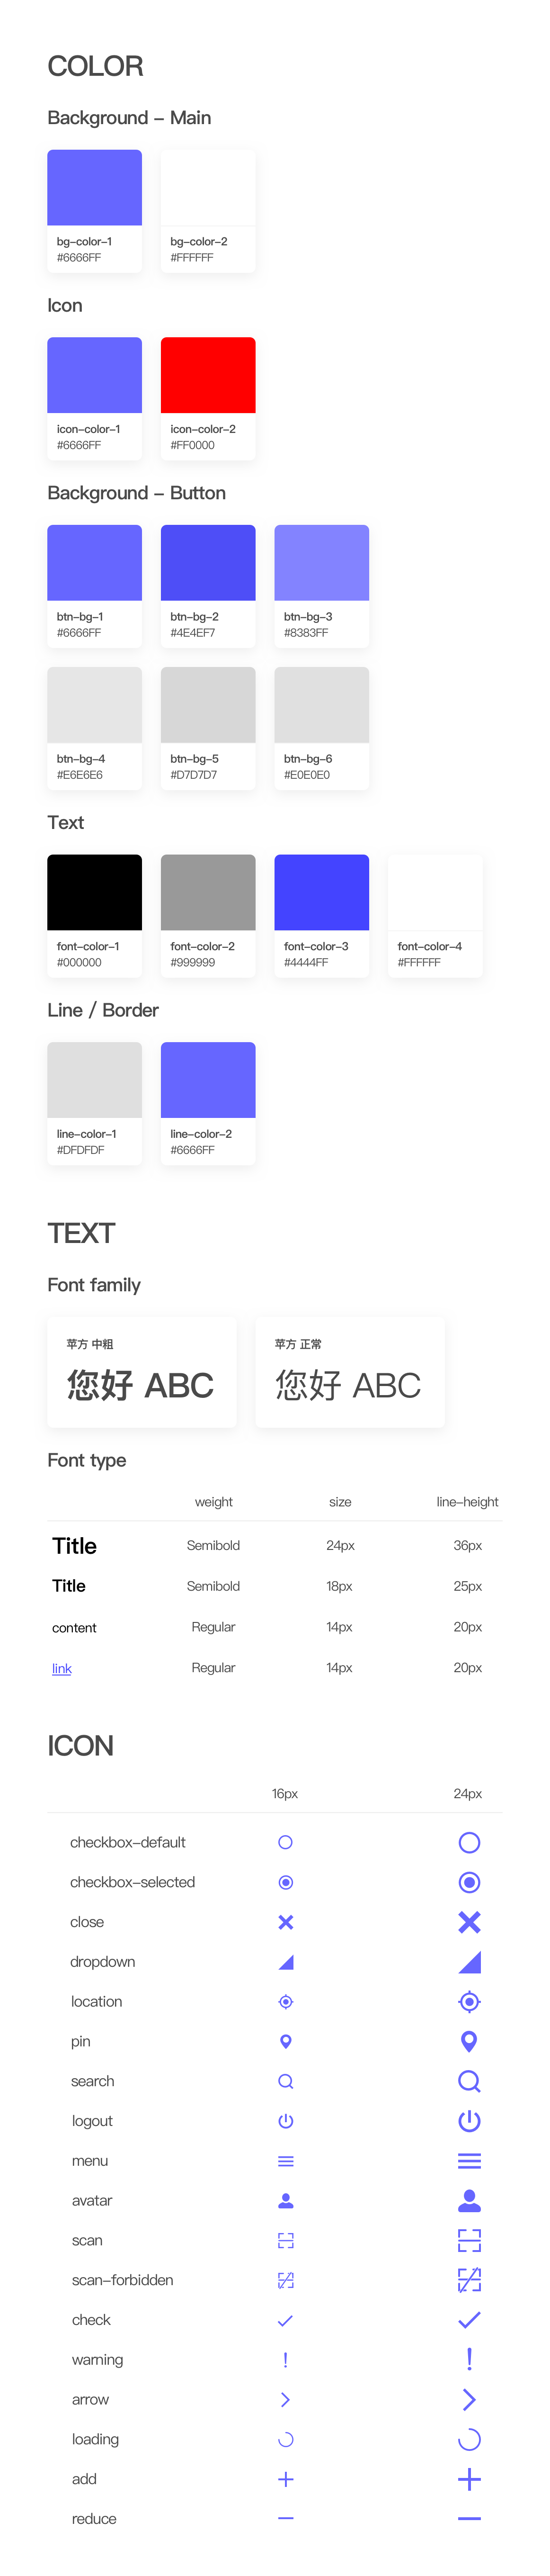 COLOR
Background – Main
bg-color-1 bg-color-2
#6666FF #FFFFFF
Icon
icon-color-1 icon-color-2
#6666FF #FF0000
Background – Button
btn-bg-1 btn-bg-2 btn-bg-3
#6666FF #4E4EF7 #8383FF
btn-bg-4 btn-bg-5 btn-bg-6
#E6E6E6 #D7D7D7 #E0E0E0
Text
font-color-1 font-color-2 font-color-3 font-color-4
#000000 #999999 #4444FF #FFFFFF
Line / Border
line-color-1 line-color-2
#DFDFDF #6666FF
TEXT
Font family
苹方 中粗 苹方 正常
您好 ABC 您好 ABC
Font type
weight size line-height
Title Semibold 24px 36px
Title Semibold 18px 25px
content Regular 14px 20px
link Regular 14px 20px
ICON
16px 24px
checkbox-default
checkbox-selected
close
dropdown
location
pin
search
logout
menu
avatar
scan
scan-forbidden
check
warning
arrow
loading
add
reduce